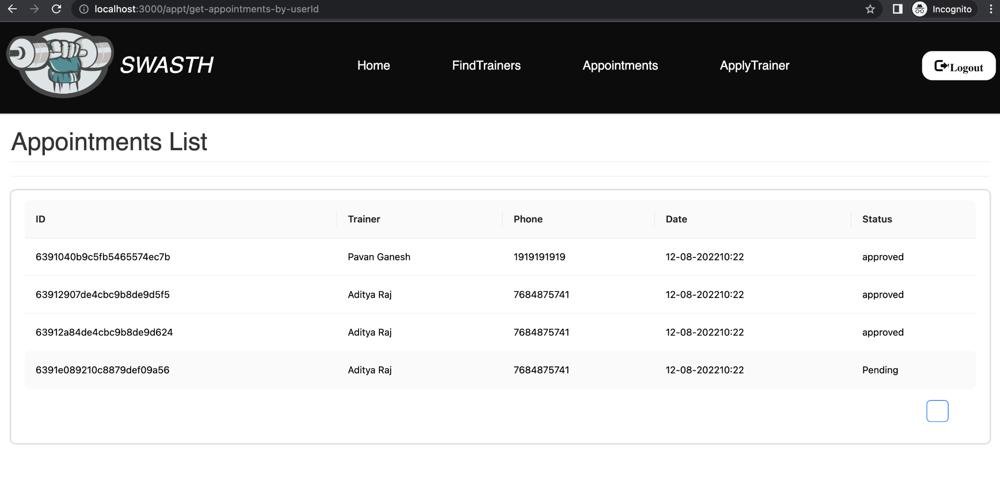 localhost:3000/appt/get-appointments-by-userId
Incognito
SWASTH
Home FindTrainers Appointments ApplyTrainer
'Logout
Appointments List
ID Trainer Phone Date Status
6391040b9c5fb5465574ec7b Pavan Ganesh 1919191919 12-08-202210:22 approved
63912907de4cbc9b8de9d5f5 Aditya Raj 7684875741 12-08-202210:22 approved
63912a84de4cbc9b8de9d624 Aditya Raj 7684875741 12-08-202210:22 approved
6391e089210c8879def09a56 Aditya Raj 7684875741 12-08-202210:22 Pending